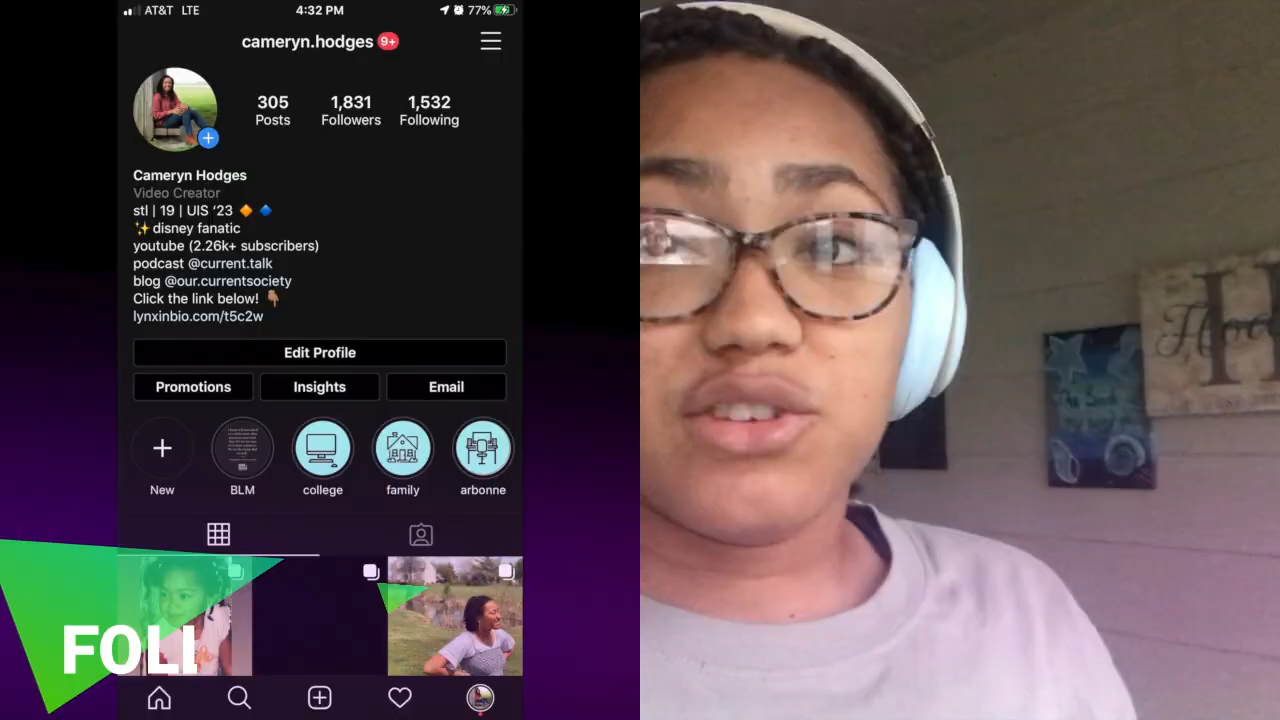 AT&T LTE 4:32 PM 77%
cameryn.hodges 9+
305 1,831 1,532
Posts Followers Following
Cameryn Hodges
Video Creator
stl | 19 | UIS ‘23 🔶 🔷
✨ disney fanatic
youtube (2.26k+ subscribers)
podcast @current.talk
blog @our.currentsociety
Click the link below! 👇🏽
lynxinbio.com/t5c2w
Edit Profile
Promotions Insights Email
New BLM college family arbonne
FOLI
H